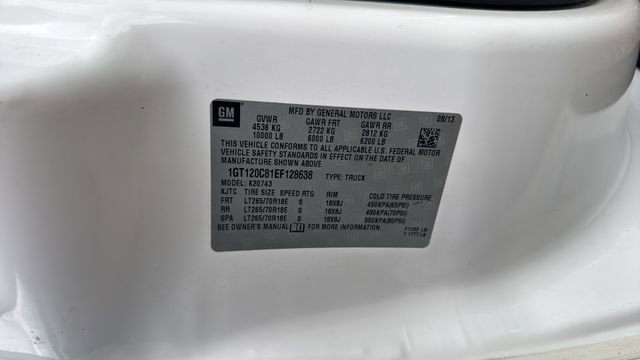 GM
MFD BY GENERAL MOTORS LLC 08/13
GVWR GAWR FRT GAWR RR
4536 KG 2722 KG 2812 KG
10000 LB 6000 LB 6200 LB
THIS VEHICLE CONFORMS TO ALL APPLICABLE U.S. FEDERAL MOTOR
VEHICLE SAFETY STANDARDS IN EFFECT ON THE DATE OF
MANUFACTURE SHOWN ABOVE.
1GT120C81EF128638 TYPE: TRUCK
MODEL: K20743
KJTC TIRE SIZE SPEED RTG RIM COLD TIRE PRESSURE
FRT LT265/70R18E S 18X8J 450KPA(65PSI)
RR LT265/70R18E S 18X8J 480KPA(70PSI)
SPA LT265/70R18E S 18X8J 550KPA(80PSI)
SEE OWNER'S MANUAL FOR MORE INFORMATION.